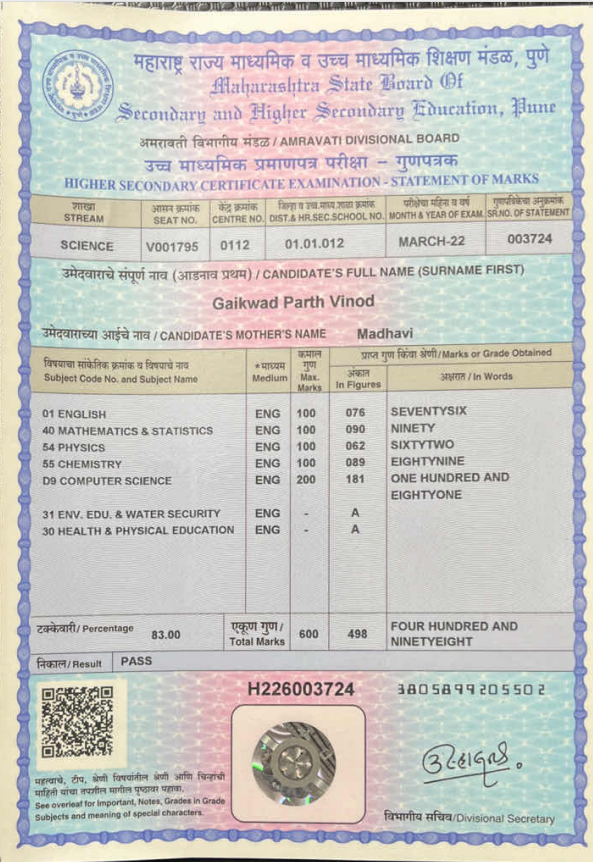 महाराष्ट्र राज्य माध्यमिक व उच्च माध्यमिक शिक्षण मंडळ, पुणे
Maharashtra State Board Of
Secondary and Higher Secondary Education, Pune
अमरावती विभागीय मंडळ / AMRAVATI DIVISIONAL BOARD
उच्च माध्यमिक प्रमाणपत्र परीक्षा – गुणपत्रक
HIGHER SECONDARY CERTIFICATE EXAMINATION - STATEMENT OF MARKS
शाखा आसन क्रमांक केंद्र क्रमांक जिल्हा व उच्च.माध्य.शाळा क्रमांक परीक्षेचा महिना व वर्ष गुणपत्रिकेचा अनुक्रमांक
STREAM SEAT NO. CENTRE NO. DIST.& HR.SEC.SCHOOL NO. MONTH & YEAR OF EXAM. SR.NO. OF STATEMENT
SCIENCE V001795 0112 01.01.012 MARCH-22 003724
उमेदवाराचे संपूर्ण नाव (आडनाव प्रथम) / CANDIDATE'S FULL NAME (SURNAME FIRST)
Gaikwad Parth Vinod
उमेदवाराच्या आईचे नाव / CANDIDATE'S MOTHER'S NAME Madhavi
विषयाचा सांकेतिक क्रमांक व विषयाचे नाव
Subject Code No. and Subject Name
*माध्यम
Medium
कमाल
गुण
Max.
Marks
प्राप्त गुण किंवा श्रेणी/Marks or Grade Obtained
अंकात
In Figures
अक्षरात / In Words
01 ENGLISH ENG 100 076 SEVENTYSIX
40 MATHEMATICS & STATISTICS ENG 100 090 NINETY
54 PHYSICS ENG 100 062 SIXTYTWO
55 CHEMISTRY ENG 100 089 EIGHTYNINE
D9 COMPUTER SCIENCE ENG 200 181 ONE HUNDRED AND
EIGHTYONE
31 ENV. EDU. & WATER SECURITY ENG - A
30 HEALTH & PHYSICAL EDUCATION ENG - A
टक्केवारी/ Percentage 83.00
एकूण गुण/
Total Marks
600 498
FOUR HUNDRED AND
NINETYEIGHT
निकाल/ Result PASS
H226003724
3805899205502
महत्वाचे, टीप, श्रेणी विषयांतील श्रेणी आणि चिन्हांची
माहिती यांचा तपशील मागील पृष्ठावर पहावा.
See overleaf for Important, Notes, Grades in Grade
Subjects and meaning of special characters.
विभागीय सचिव/Divisional Secretary